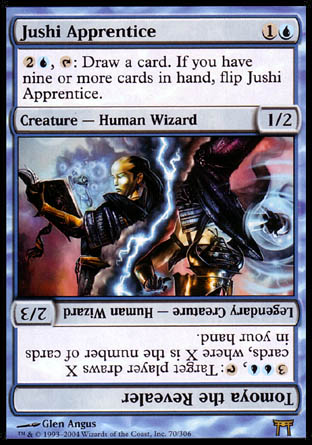 Jushi Apprentice 1
2, : Draw a card. If you have
nine or more cards in hand, flip Jushi
Apprentice.
Creature — Human Wizard
1/2
2/3
Legendary Creature — Human Wizard
Tomoya the Revealer
3, : Target player draws X
cards, where X is the number of cards
in your hand.
Glen Angus
™ & © 1993-2004 Wizards of the Coast, Inc. 70/306